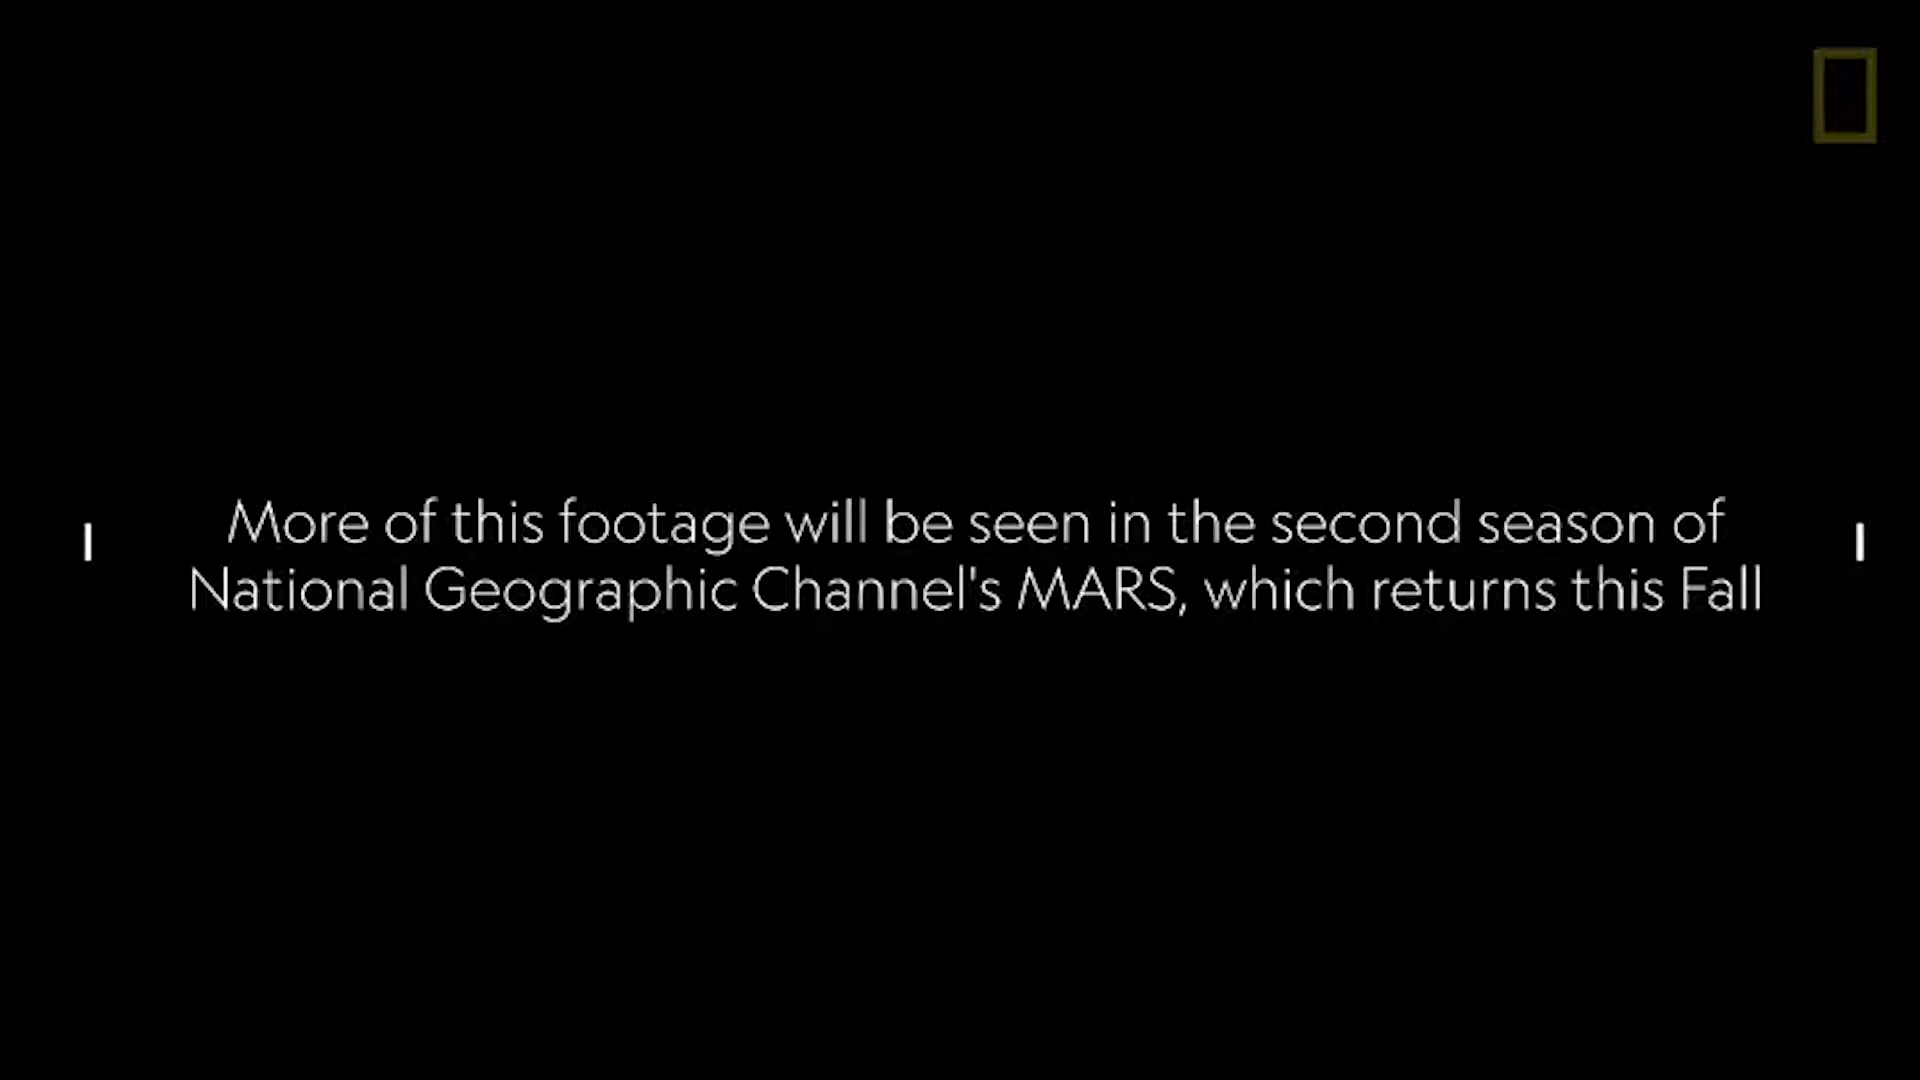 More of this footage will be seen in the second season of
National Geographic Channel's MARS, which returns this Fall